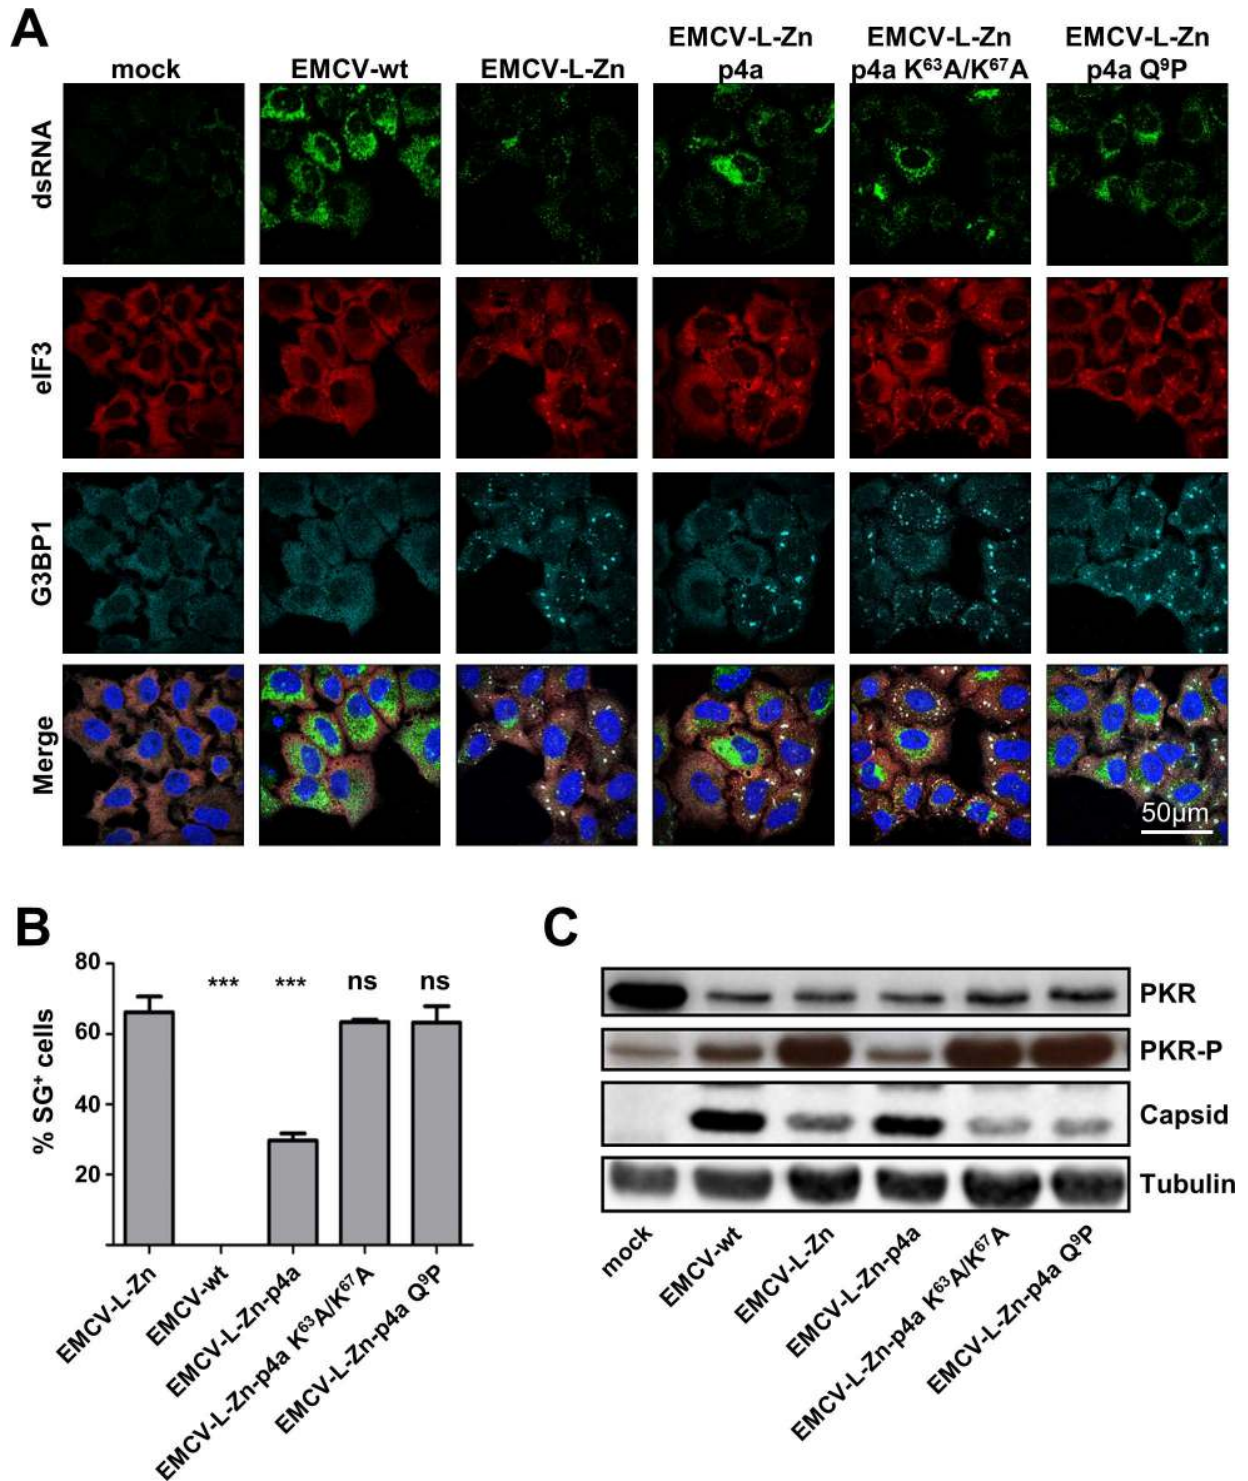 A
mock
EMCV-wt
EMCV-L-Zn
EMCV-L-Zn
p4a
EMCV-L-Zn
p4a K⁶³A/K⁶⁷A
EMCV-L-Zn
p4a Q⁹P
dsRNA
eIF3
G3BP1
Merge
50µm
B
% SG⁺ cells
80
60
40
20
***
***
ns
ns
EMCV-L-Zn
EMCV-wt
EMCV-L-Zn-p4a
EMCV-L-Zn-p4a K⁶³A/K⁶⁷A
EMCV-L-Zn-p4a Q⁹P
C
PKR
PKR-P
Capsid
Tubulin
mock
EMCV-wt
EMCV-L-Zn
EMCV-L-Zn-p4a
EMCV-L-Zn-p4a K⁶³A/K⁶⁷A
EMCV-L-Zn-p4a Q⁹P